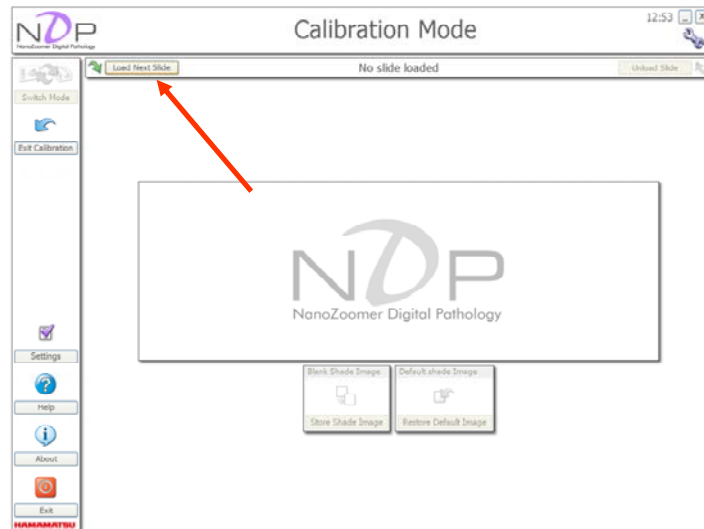 NDP
NanoZoomer Digital Pathology
Calibration Mode
12:53
Switch Mode
Load Next Slide
No slide loaded
Unload Slide
Exit Calibration
NDP
NanoZoomer Digital Pathology
Blank Shade Image
Default shade Image
Store Shade Image
Restore Default Image
Settings
Help
About
Exit
HAMAMATSU